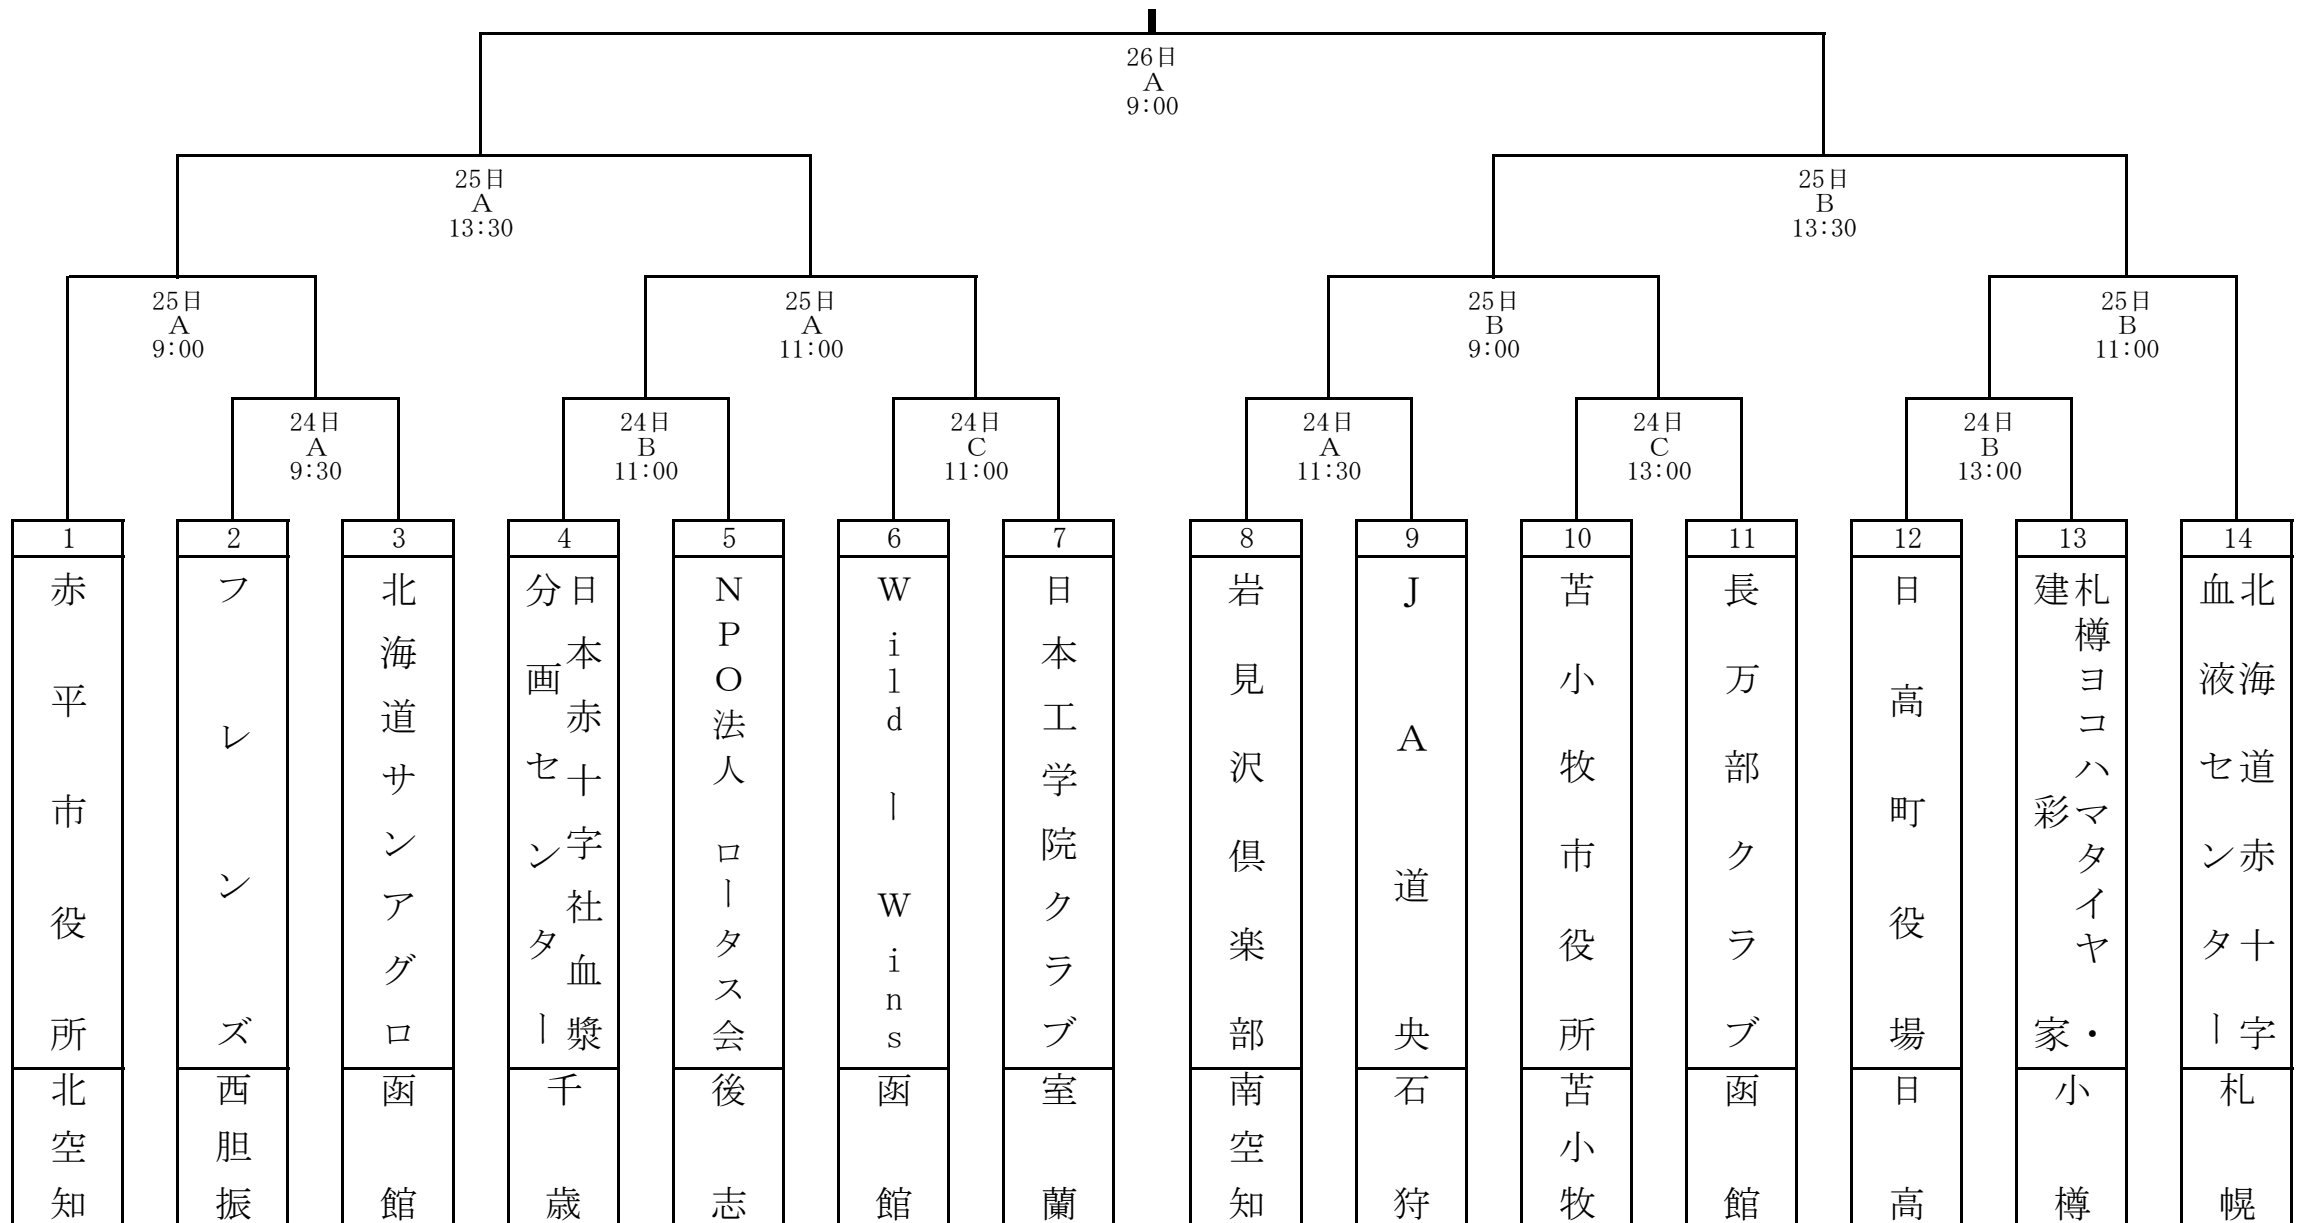 26日
A
9:00
25日
A
13:30
25日
B
13:30
25日
A
9:00
25日
A
11:00
25日
B
9:00
25日
B
11:00
24日
A
9:30
24日
B
11:00
24日
C
11:00
24日
A
11:30
24日
C
13:00
24日
B
13:00
1
赤平市役所
北空知
2
フレンズ
西胆振
3
北海道サンアグロ
函館
4
日本赤十字社血漿
分画センター
千歳
5
NPO法人 ロータス会
後志
6
Wild－Wins
函館
7
日本工学院クラブ
室蘭
8
岩見沢倶楽部
南空知
9
JA道央
石狩
10
苫小牧市役所
苫小牧
11
長万部クラブ
函館
12
日高町役場
日高
13
札樽ヨコハマタイヤ・
建彩家
小樽
14
北海道赤十字
血液センター
札幌